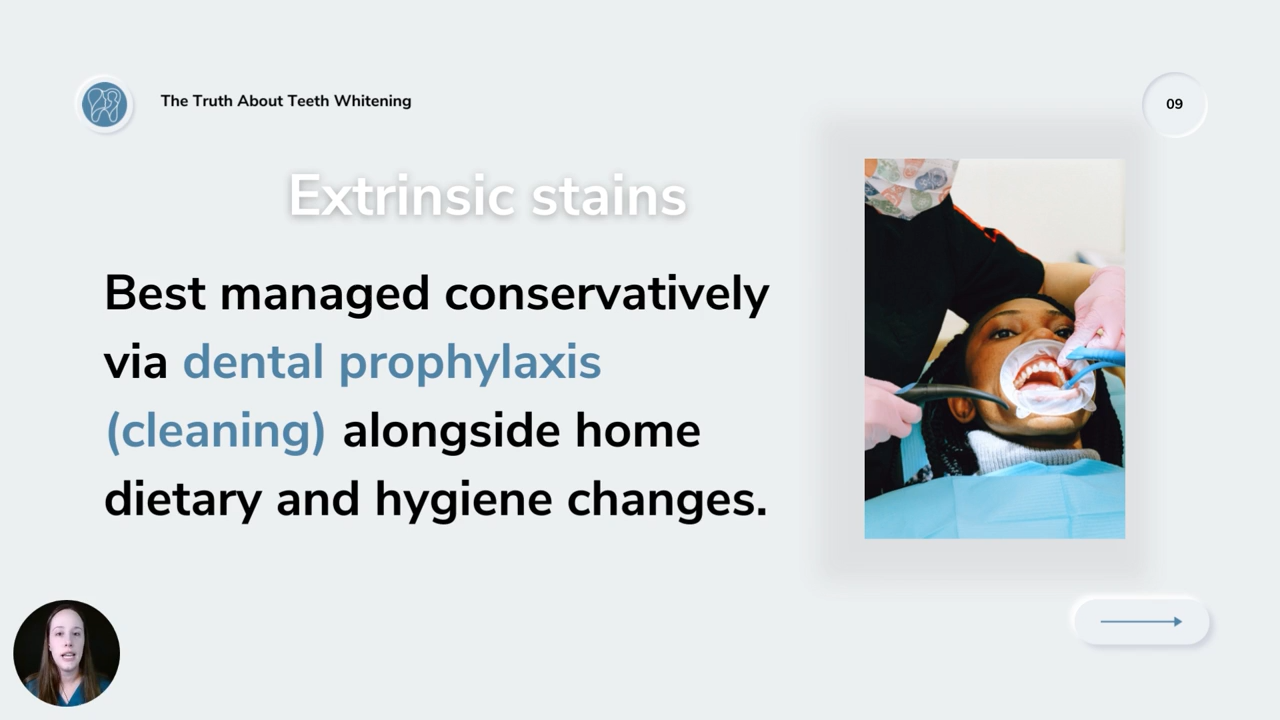 The Truth About Teeth Whitening
09
Extrinsic stains
Best managed conservatively
via dental prophylaxis
(cleaning) alongside home
dietary and hygiene changes.